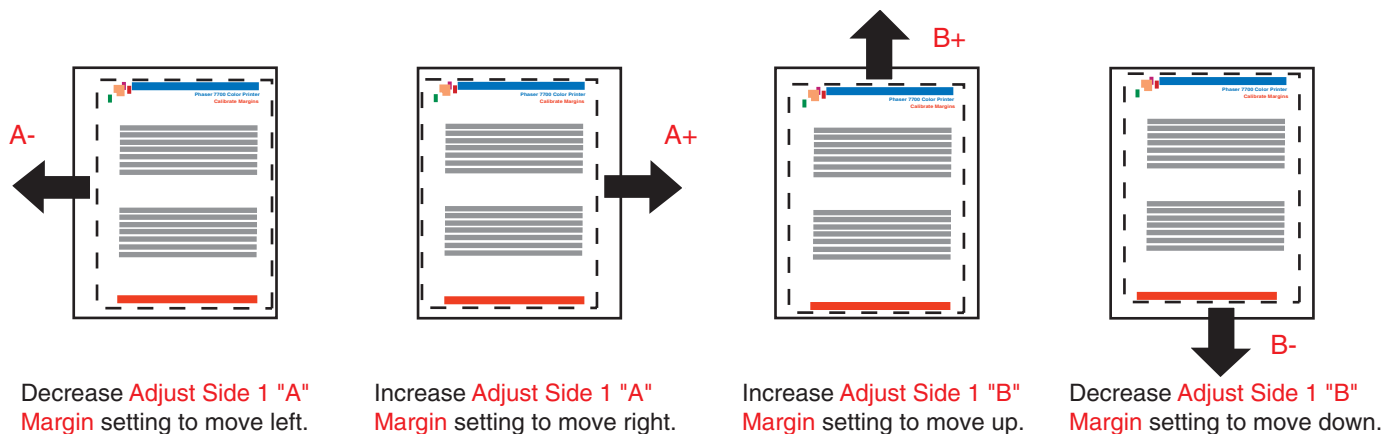 B+
A-
A+
B-
Phaser 7700 Color Printer
Calibrate Margins
Phaser 7700 Color Printer
Calibrate Margins
Phaser 7700 Color Printer
Calibrate Margins
Phaser 7700 Color Printer
Calibrate Margins
Decrease Adjust Side 1 "A"
Margin setting to move left.
Increase Adjust Side 1 "A"
Margin setting to move right.
Increase Adjust Side 1 "B"
Margin setting to move up.
Decrease Adjust Side 1 "B"
Margin setting to move down.